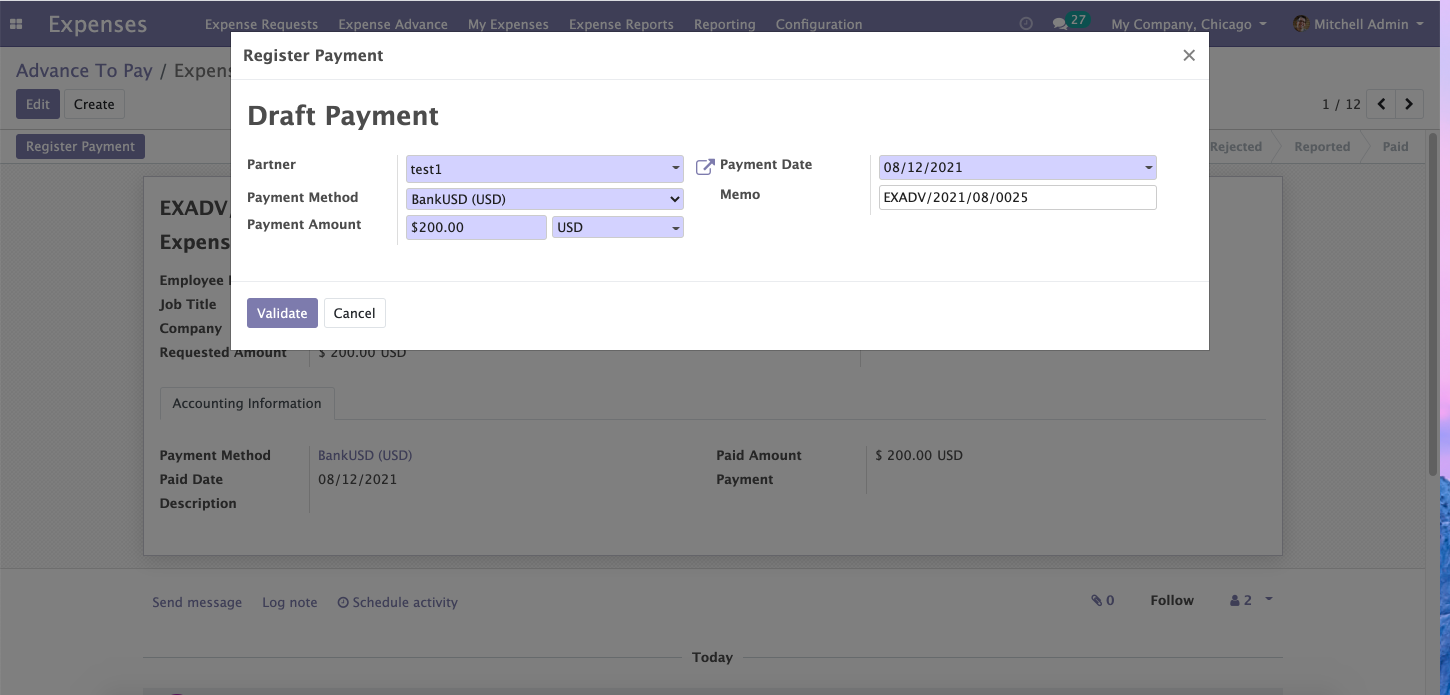 Expenses Expense Requests Expense Advance My Expenses Expense Reports Reporting Configuration 27 My Company, Chicago Mitchell Admin
Register Payment
Advance To Pay /
Edit Create
1 / 12
Draft Payment
Register Payment
Rejected Reported Paid
Partner test1
Payment Date 08/12/2021
Payment Method BankUSD (USD)
Memo EXADV/2021/08/0025
Payment Amount $200.00 USD
EXADV
Employee
Job Title
Validate Cancel
Company
Requested Amount $ 200.00 USD
Accounting Information
Payment Method BankUSD (USD)
Paid Amount $ 200.00 USD
Paid Date 08/12/2021
Payment
Description
Send message Log note Schedule activity
0 Follow 2
Today